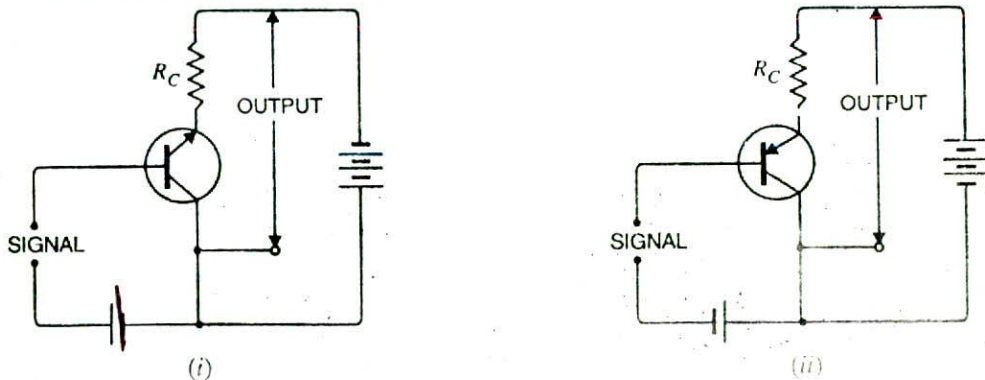 R_C
OUTPUT
SIGNAL
(i)
R_C
OUTPUT
SIGNAL
(ii)